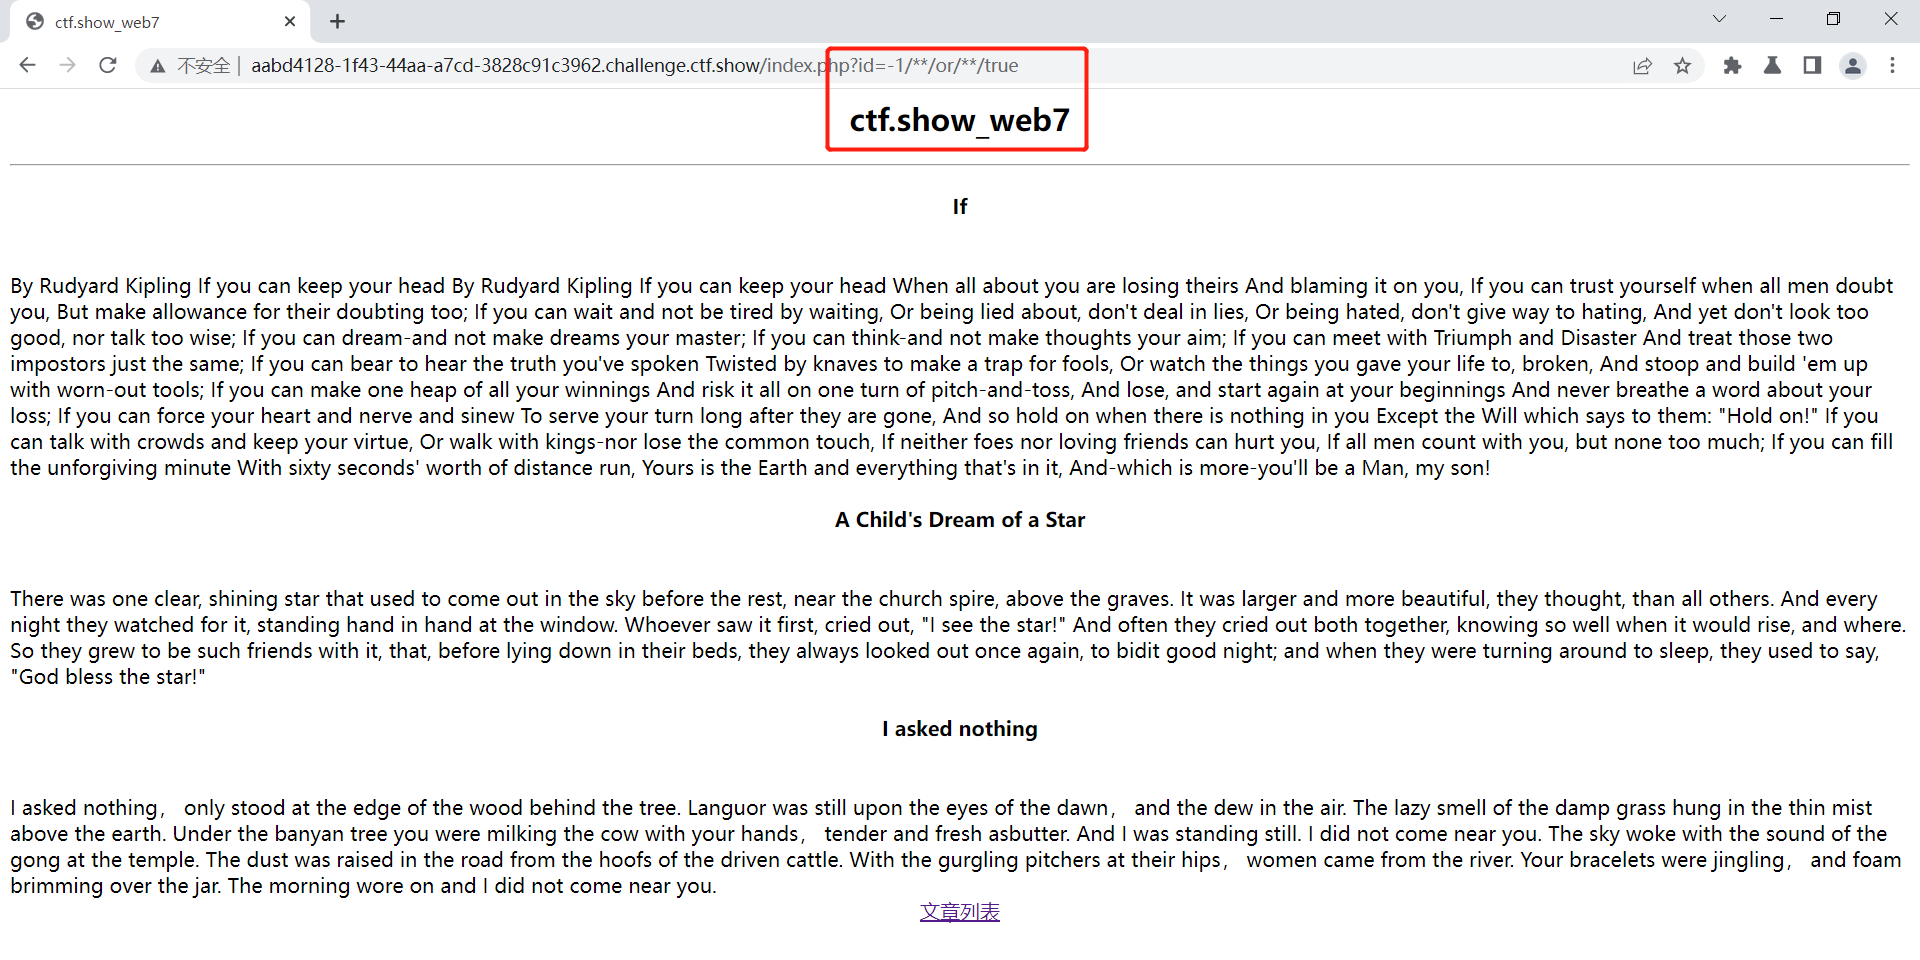 ctf.show_web7
不安全 | aabd4128-1f43-44aa-a7cd-3828c91c3962.challenge.ctf.show/index.php?id=-1/**/or/**/true
ctf.show_web7
If
By Rudyard Kipling If you can keep your head By Rudyard Kipling If you can keep your head When all about you are losing theirs And blaming it on you, If you can trust yourself when all men doubt
you, But make allowance for their doubting too; If you can wait and not be tired by waiting, Or being lied about, don't deal in lies, Or being hated, don't give way to hating, And yet don't look too
good, nor talk too wise; If you can dream-and not make dreams your master; If you can think-and not make thoughts your aim; If you can meet with Triumph and Disaster And treat those two
impostors just the same; If you can bear to hear the truth you've spoken Twisted by knaves to make a trap for fools, Or watch the things you gave your life to, broken, And stoop and build 'em up
with worn-out tools; If you can make one heap of all your winnings And risk it all on one turn of pitch-and-toss, And lose, and start again at your beginnings And never breathe a word about your
loss; If you can force your heart and nerve and sinew To serve your turn long after they are gone, And so hold on when there is nothing in you Except the Will which says to them: "Hold on!" If you
can talk with crowds and keep your virtue, Or walk with kings-nor lose the common touch, If neither foes nor loving friends can hurt you, If all men count with you, but none too much; If you can fill
the unforgiving minute With sixty seconds' worth of distance run, Yours is the Earth and everything that's in it, And-which is more-you'll be a Man, my son!
A Child's Dream of a Star
There was one clear, shining star that used to come out in the sky before the rest, near the church spire, above the graves. It was larger and more beautiful, they thought, than all others. And every
night they watched for it, standing hand in hand at the window. Whoever saw it first, cried out, "I see the star!" And often they cried out both together, knowing so well when it would rise, and where.
So they grew to be such friends with it, that, before lying down in their beds, they always looked out once again, to bidit good night; and when they were turning around to sleep, they used to say,
"God bless the star!"
I asked nothing
I asked nothing， only stood at the edge of the wood behind the tree. Languor was still upon the eyes of the dawn， and the dew in the air. The lazy smell of the damp grass hung in the thin mist
above the earth. Under the banyan tree you were milking the cow with your hands， tender and fresh asbutter. And I was standing still. I did not come near you. The sky woke with the sound of the
gong at the temple. The dust was raised in the road from the hoofs of the driven cattle. With the gurgling pitchers at their hips， women came from the river. Your bracelets were jingling， and foam
brimming over the jar. The morning wore on and I did not come near you.
文章列表